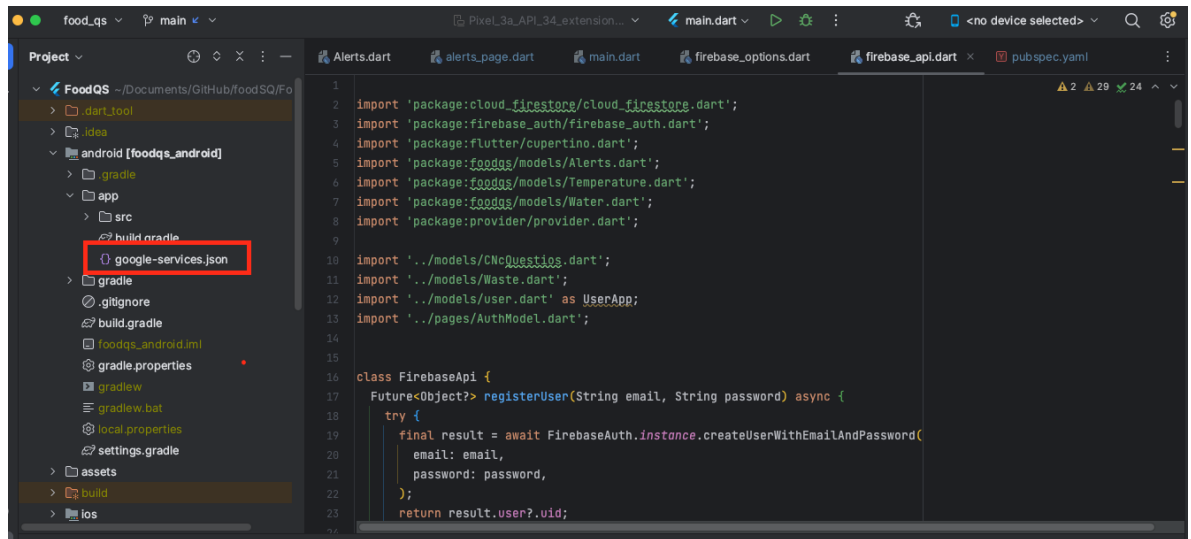 food_qs
main
Pixel_3a_API_34_extension...
main.dart
<no device selected>
Project
Alerts.dart
alerts_page.dart
main.dart
firebase_options.dart
firebase_api.dart
pubspec.yaml
FoodQS ~/Documents/GitHub/foodSQ/Fo
.dart_tool
.idea
android [foodqs_android]
.gradle
app
src
build.gradle
google-services.json
gradle
.gitignore
build.gradle
foodqs_android.iml
gradle.properties
gradlew
gradlew.bat
local.properties
settings.gradle
assets
build
ios
2 29 24
1
2 import 'package:cloud_firestore/cloud_firestore.dart';
3 import 'package:firebase_auth/firebase_auth.dart';
4 import 'package:flutter/cupertino.dart';
5 import 'package:foodqs/models/Alerts.dart';
6 import 'package:foodqs/models/Temperature.dart';
7 import 'package:foodqs/models/Water.dart';
8 import 'package:provider/provider.dart';
9
10 import '../models/CNcQuestios.dart';
11 import '../models/Waste.dart';
12 import '../models/user.dart' as UserApp;
13 import '../pages/AuthModel.dart';
14
15
16 class FirebaseApi {
17 Future<Object?> registerUser(String email, String password) async {
18 try {
19 final result = await FirebaseAuth.instance.createUserWithEmailAndPassword(
20 email: email,
21 password: password,
22 );
23 return result.user?.uid;
24